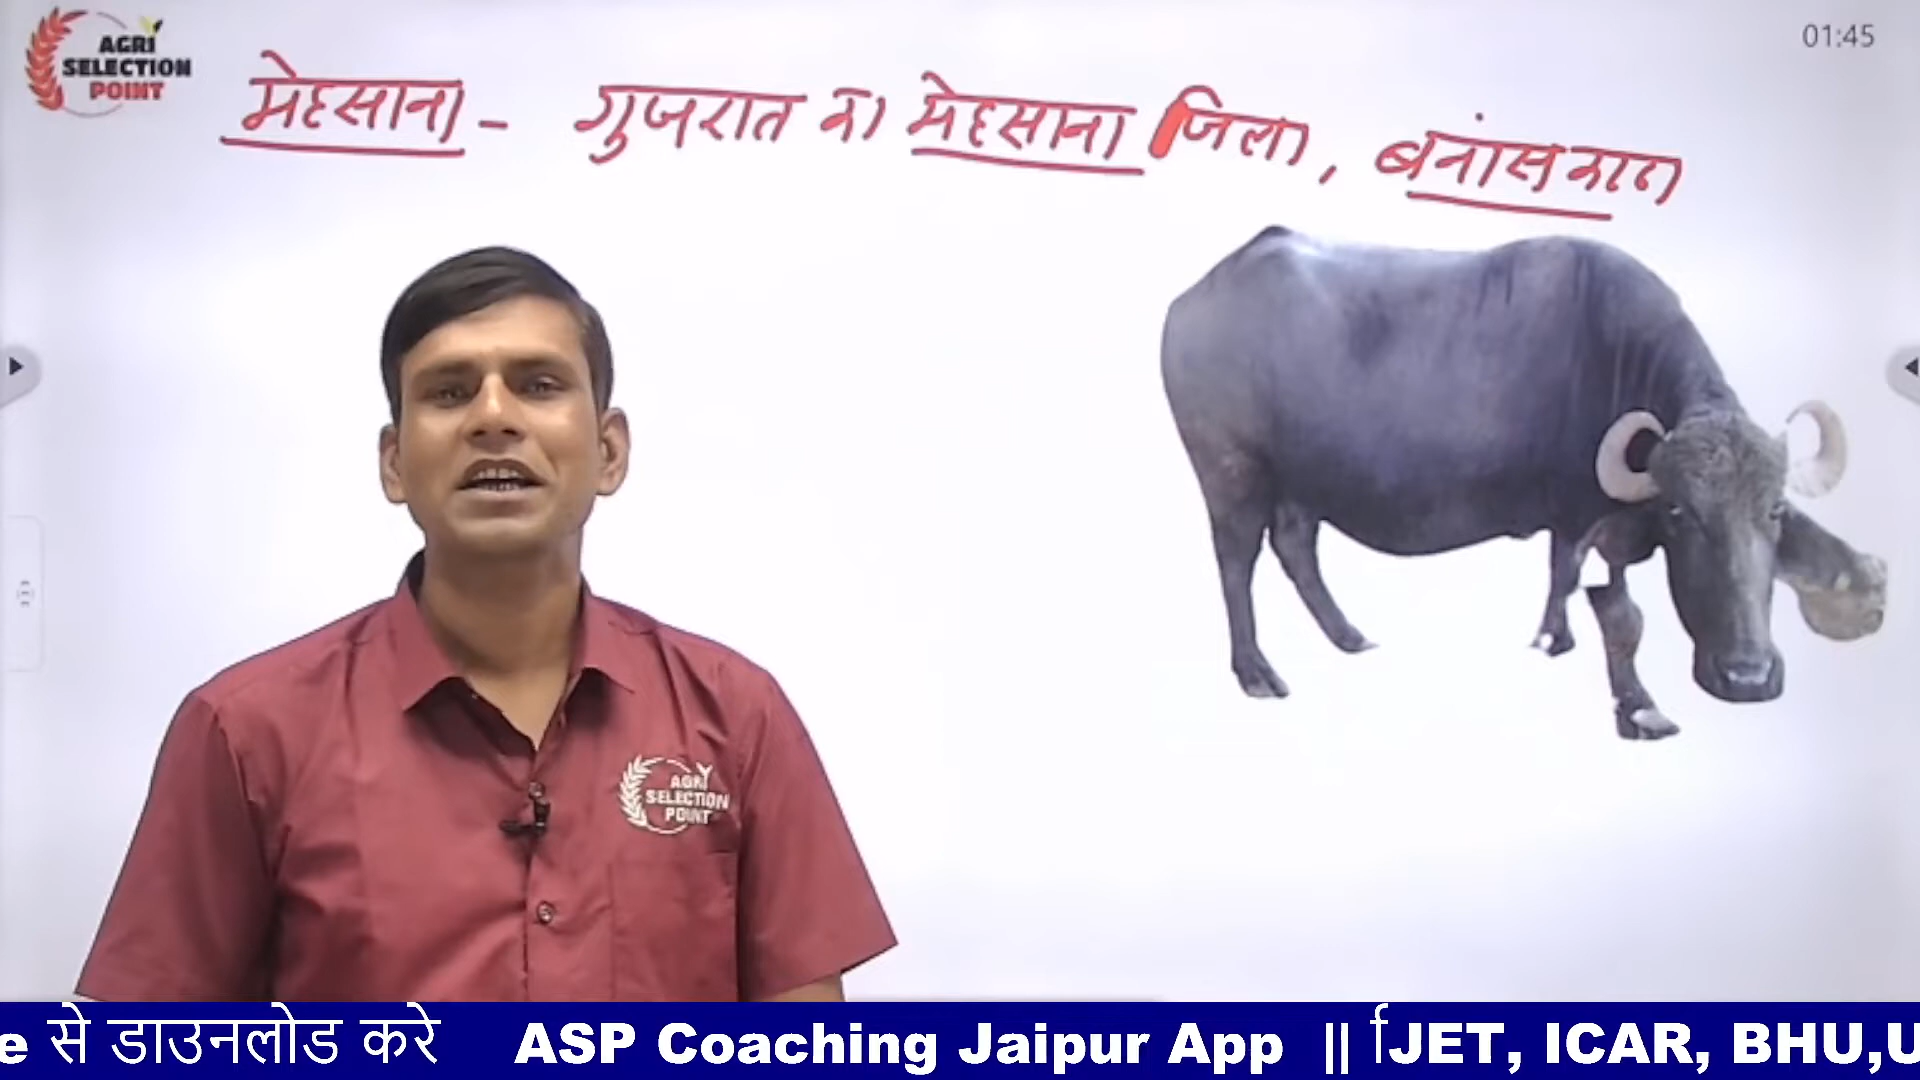 AGRI
SELECTION
POINT
01:45
मेहसाना - गुजरात का मेहसाना जिला, बनांसकाठा
AGRI
SELECTION
POINT
e से डाउनलोड करे ASP Coaching Jaipur App || JET, ICAR, BHU,U